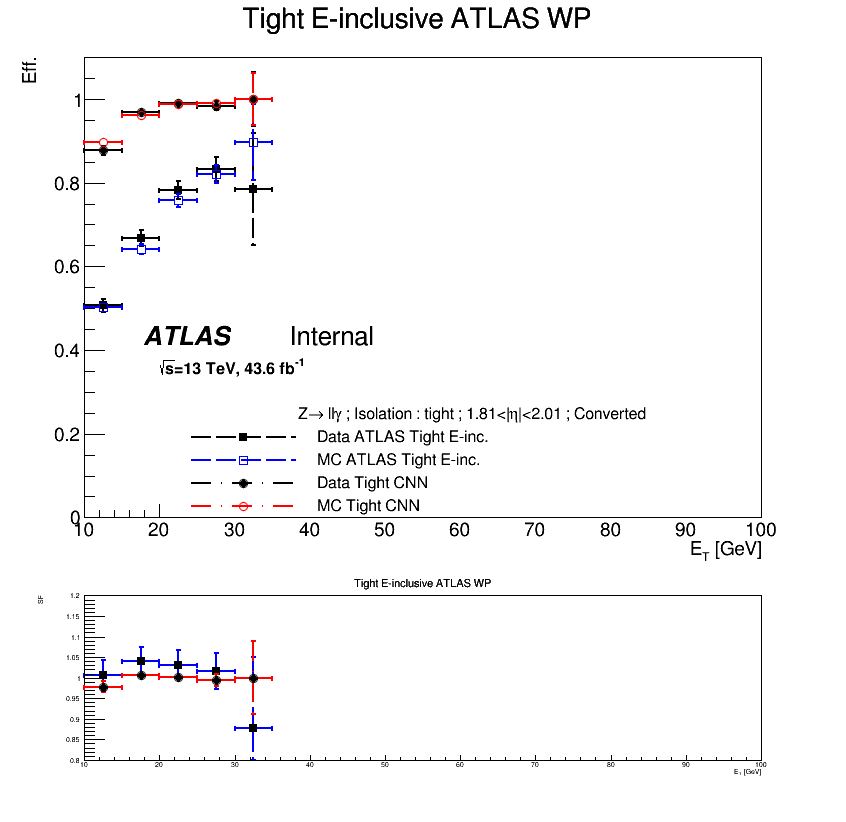 Tight E-inclusive ATLAS WP
Eff.
1
0.8
0.6
0.4
0.2
0
ATLAS Internal
√s=13 TeV, 43.6 fb⁻¹
Z→ llγ ; Isolation : tight ; 1.81<|η|<2.01 ; Converted
Data ATLAS Tight E-inc.
MC ATLAS Tight E-inc.
Data Tight CNN
MC Tight CNN
10 20 30 40 50 60 70 80 90 100
E_T [GeV]
Tight E-inclusive ATLAS WP
SF
1.2
1.15
1.1
1.05
1
0.95
0.9
0.85
0.8
10 20 30 40 50 60 70 80 90 100
E_T [GeV]